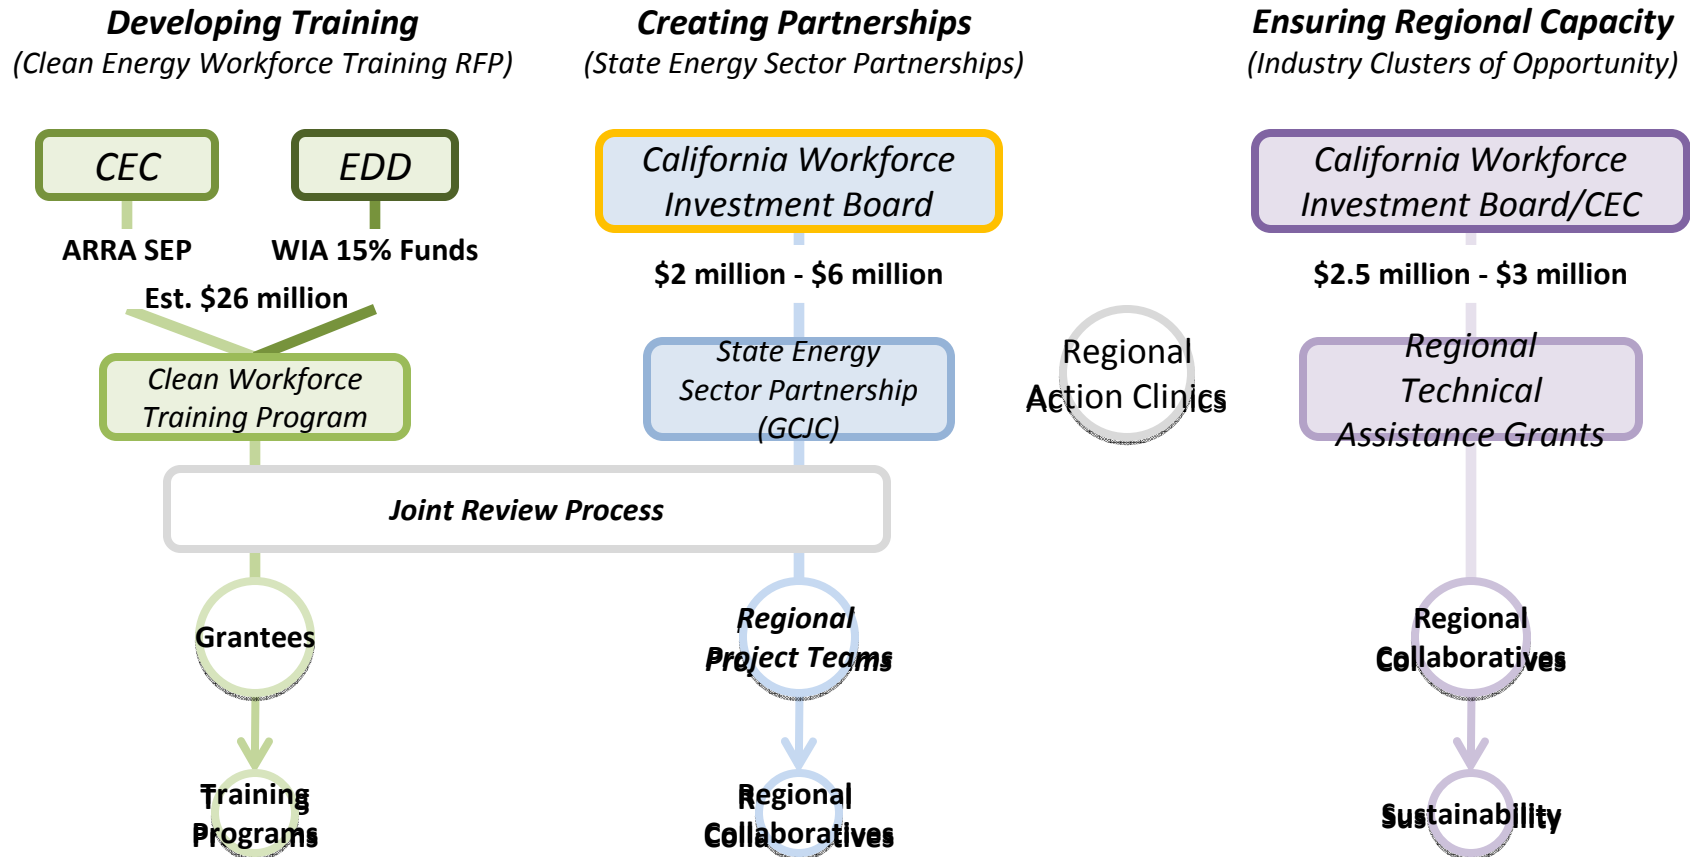 Developing Training
(Clean Energy Workforce Training RFP)
CEC
EDD
ARRA SEP
WIA 15% Funds
Est. $26 million
Clean Workforce
Training Program
Creating Partnerships
(State Energy Sector Partnerships)
California Workforce
Investment Board
$2 million - $6 million
State Energy
Sector Partnership
(GCJC)
Joint Review Process
Grantees
Training
Programs
Regional
Project Teams
Regional
Collaboratives
Regional
Action Clinics
Ensuring Regional Capacity
(Industry Clusters of Opportunity)
California Workforce
Investment Board/CEC
$2.5 million - $3 million
Regional
Technical
Assistance Grants
Regional
Collaboratives
Sustainability